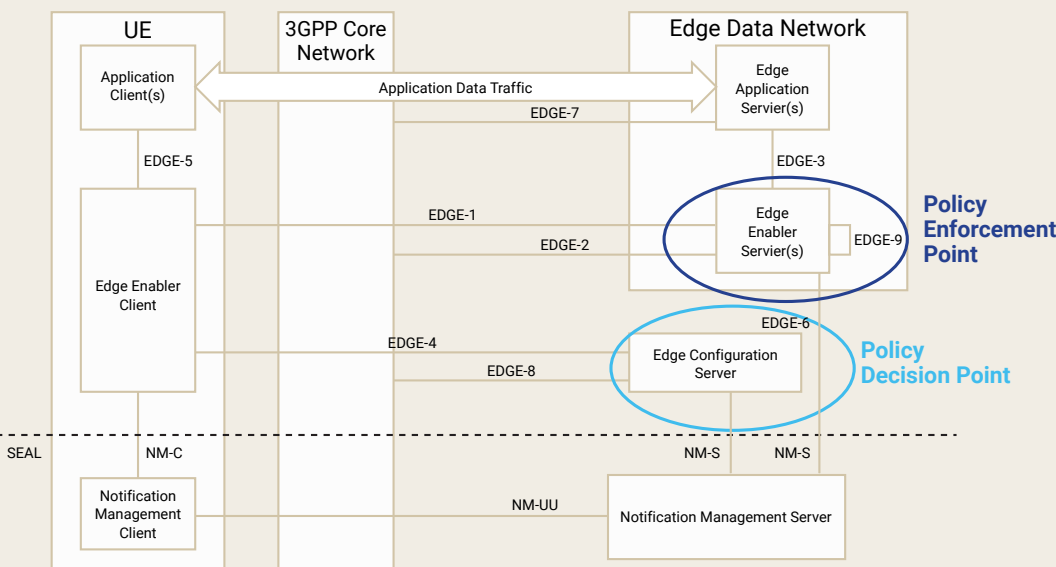 UE
3GPP Core
Network
Edge Data Network
Application
Client(s)
Application Data Traffic
Edge
Application
Servier(s)
EDGE-7
EDGE-5
EDGE-3
EDGE-1
Edge
Enabler
Servier(s)
EDGE-9
Policy
Enforcement
Point
EDGE-2
Edge Enabler
Client
EDGE-6
EDGE-4
Edge Configuration
Server
Policy
Decision Point
EDGE-8
SEAL
NM-C
NM-S
NM-S
Notification
Management
Client
NM-UU
Notification Management Server